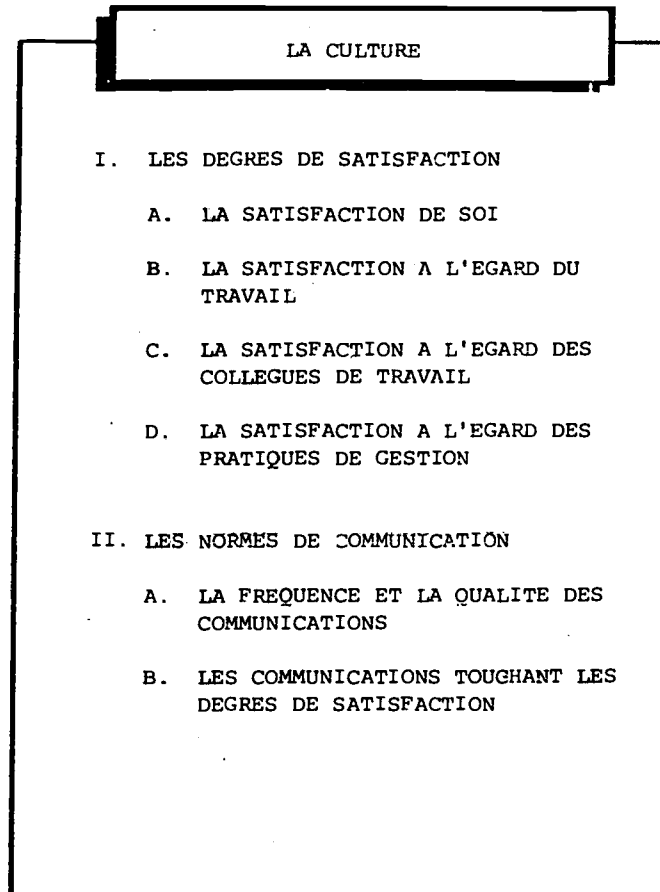 LA CULTURE
I. LES DEGRES DE SATISFACTION
A. LA SATISFACTION DE SOI
B. LA SATISFACTION A L'EGARD DU
TRAVAIL
C. LA SATISFACTION A L'EGARD DES
COLLEGUES DE TRAVAIL
D. LA SATISFACTION A L'EGARD DES
PRATIQUES DE GESTION
II. LES NORMES DE COMMUNICATION
A. LA FREQUENCE ET LA QUALITE DES
COMMUNICATIONS
B. LES COMMUNICATIONS TOUCHANT LES
DEGRES DE SATISFACTION